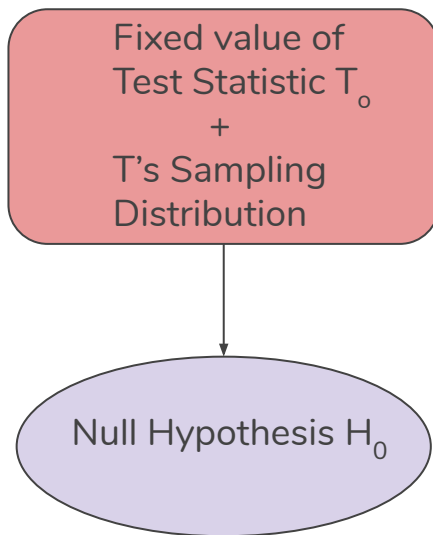 Fixed value of
Test Statistic Tₒ
+
T’s Sampling
Distribution
Null Hypothesis H₀